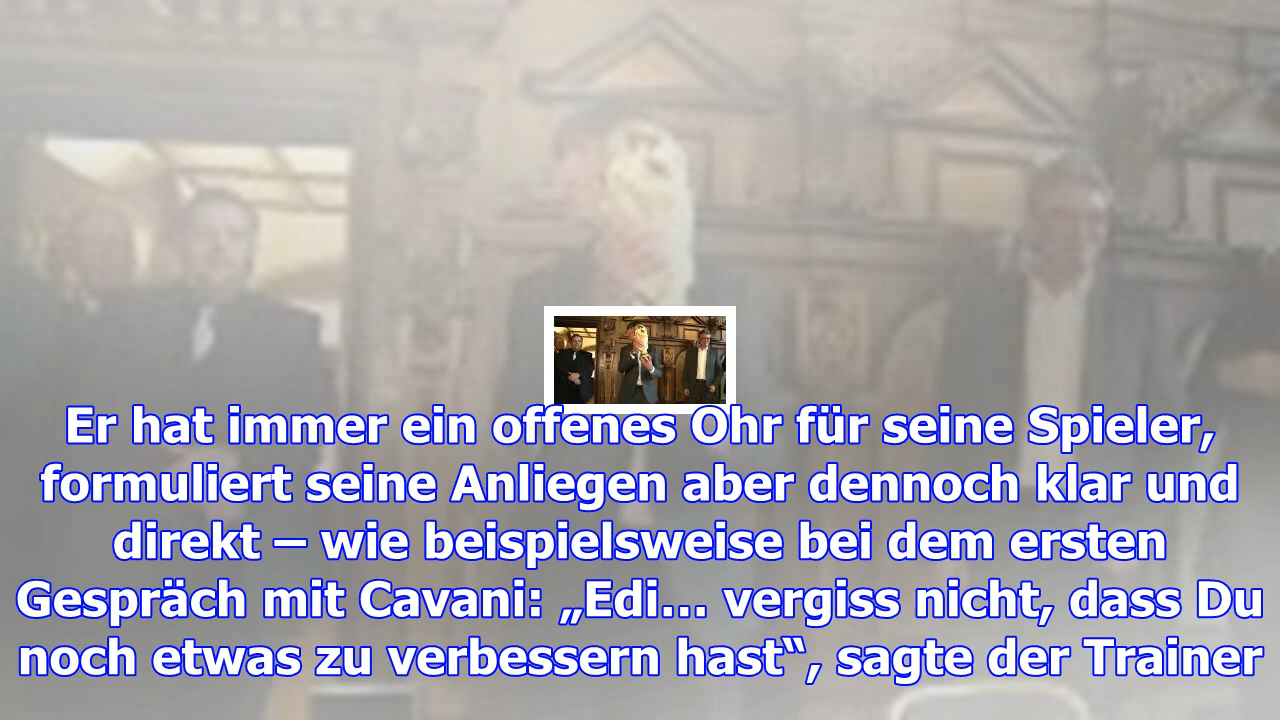 Er hat immer ein offenes Ohr für seine Spieler,
formuliert seine Anliegen aber dennoch klar und
direkt – wie beispielsweise bei dem ersten
Gespräch mit Cavani: „Edi... vergiss nicht, dass Du
noch etwas zu verbessern hast“, sagte der Trainer